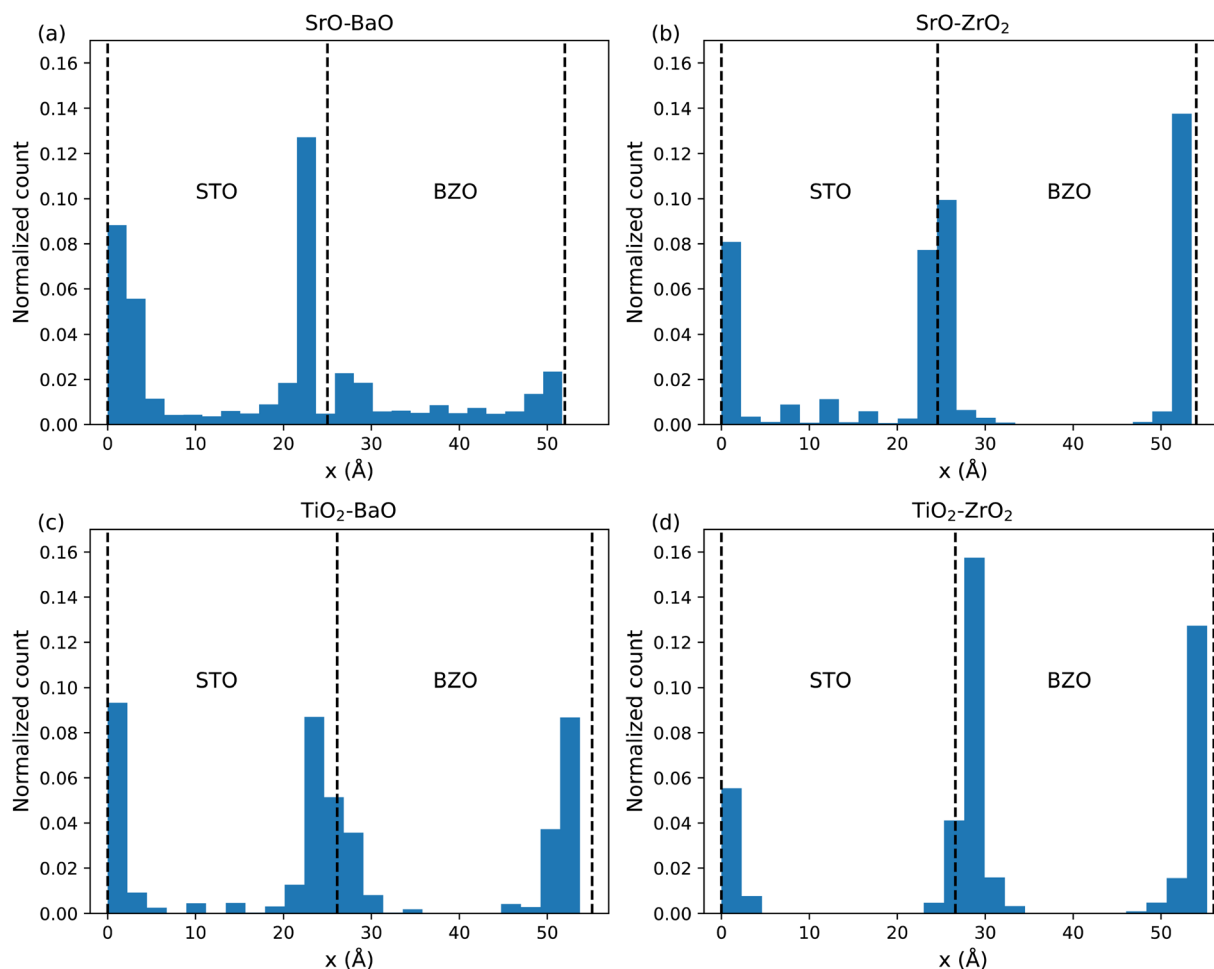 (a)
SrO-BaO
0.16
0.14
0.12
0.10
0.08
0.06
0.04
0.02
0.00
Normalized count
STO
BZO
0 10 20 30 40 50
x (Å)
(b)
SrO-ZrO₂
0.16
0.14
0.12
0.10
0.08
0.06
0.04
0.02
0.00
Normalized count
STO
BZO
0 10 20 30 40 50
x (Å)
(c)
TiO₂-BaO
0.16
0.14
0.12
0.10
0.08
0.06
0.04
0.02
0.00
Normalized count
STO
BZO
0 10 20 30 40 50
x (Å)
(d)
TiO₂-ZrO₂
0.16
0.14
0.12
0.10
0.08
0.06
0.04
0.02
0.00
Normalized count
STO
BZO
0 10 20 30 40 50
x (Å)